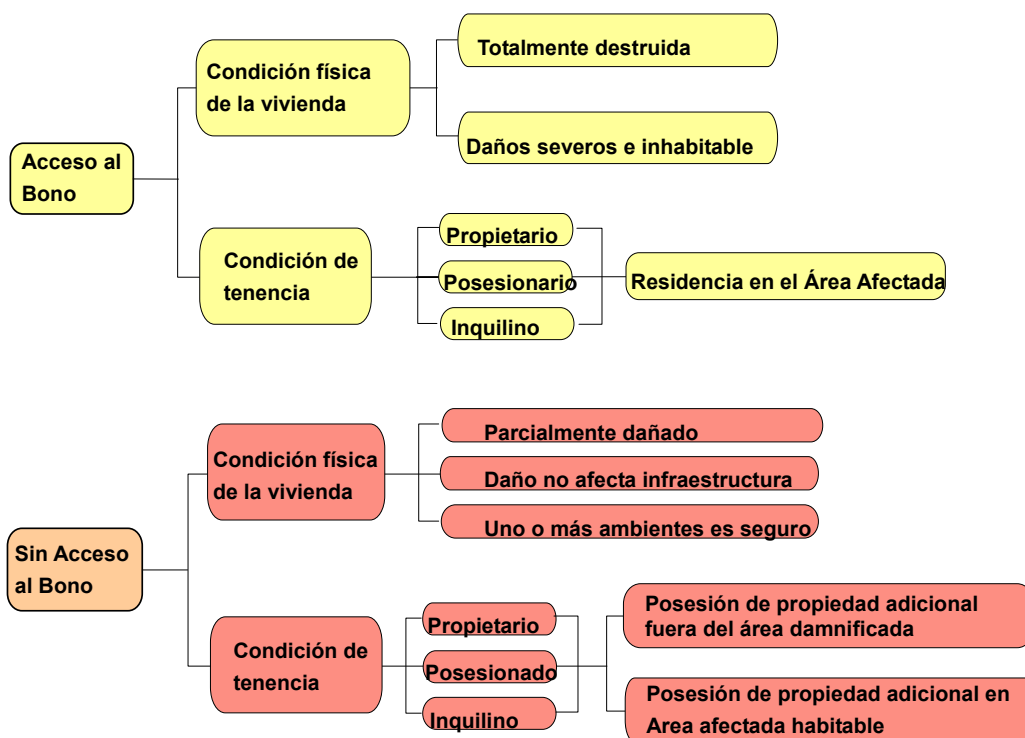 Acceso al
Bono
Condición física
de la vivienda
Totalmente destruida
Daños severos e inhabitable
Condición de
tenencia
Propietario
Posesionario
Inquilino
Residencia en el Área Afectada
Sin Acceso
al Bono
Condición física
de la vivienda
Parcialmente dañado
Daño no afecta infraestructura
Uno o más ambientes es seguro
Condición de
tenencia
Propietario
Posesionado
Inquilino
Posesión de propiedad adicional
fuera del área damnificada
Posesión de propiedad adicional en
Area afectada habitable